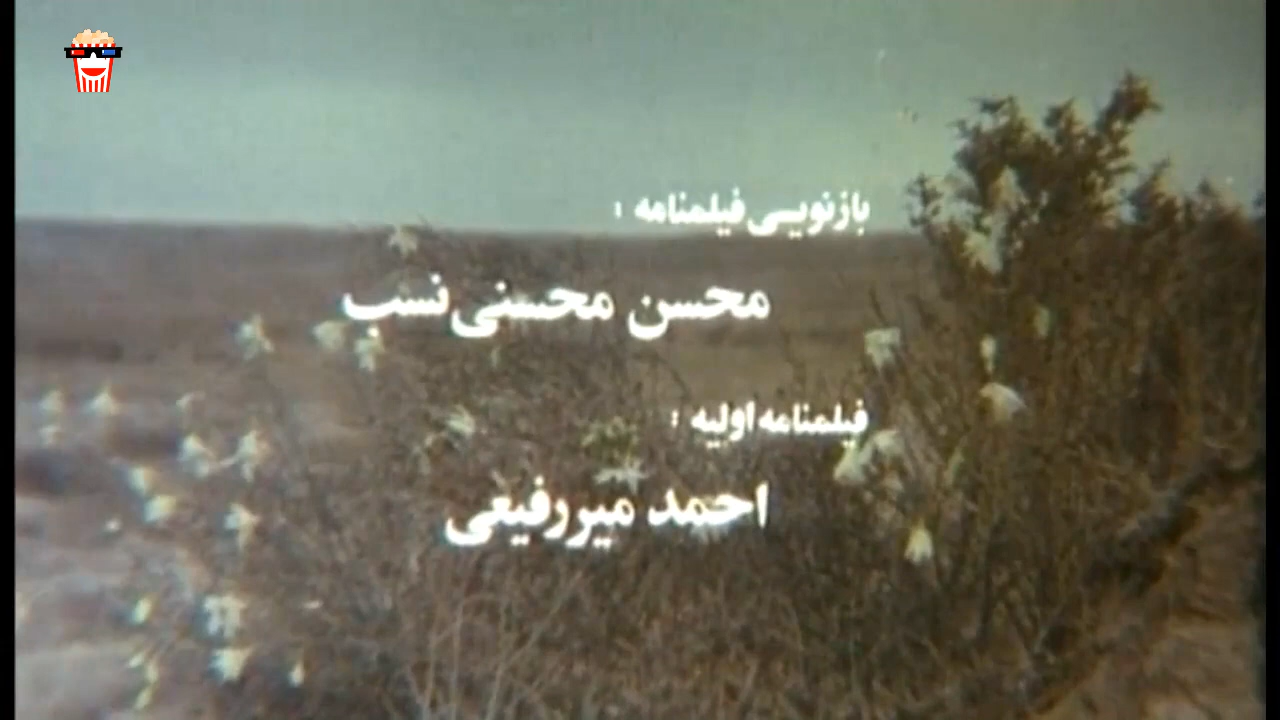 بازنویسی فیلمنامه :
محسن محسنی‌نسب
فیلمنامه اولیه :
احمد میررفیعی